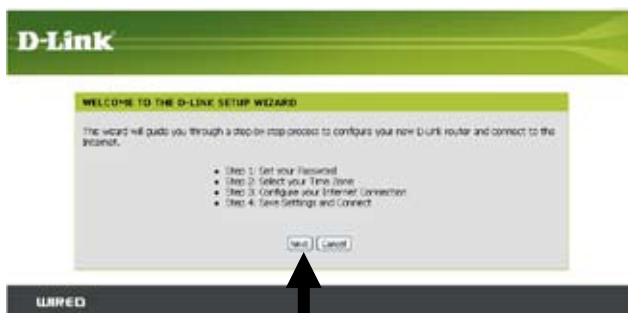 D-Link
WELCOME TO THE D-LINK SETUP WIZARD
This wizard will guide you through a step-by-step process to configure your new D-Link router and connect to the
Internet.
• Step 1: Set your Password
• Step 2: Select your Time Zone
• Step 3: Configure your Internet Connection
• Step 4: Save Settings and Connect
Next Cancel
WIRED